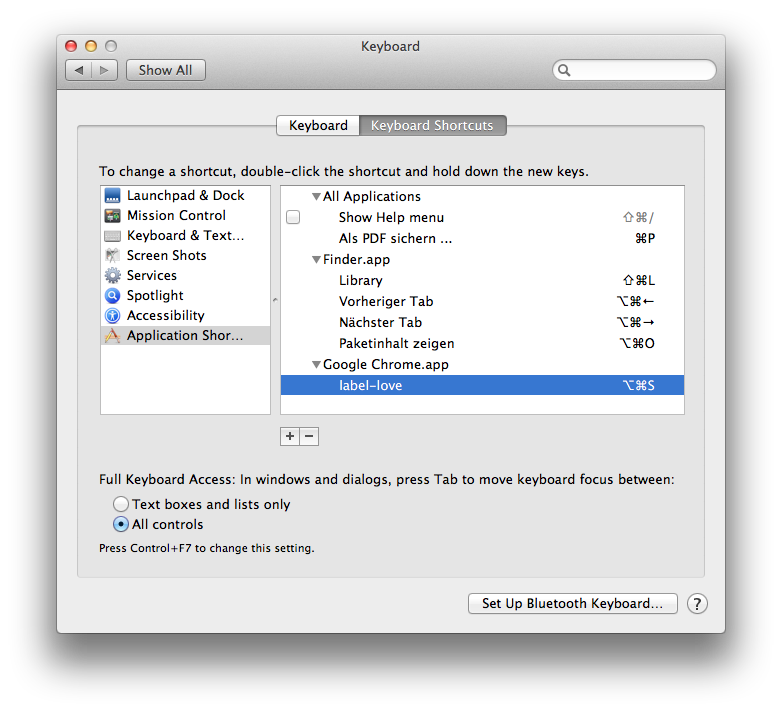 Keyboard
Show All
Keyboard
Keyboard Shortcuts
To change a shortcut, double-click the shortcut and hold down the new keys.
Launchpad & Dock
Mission Control
Keyboard & Text...
Screen Shots
Services
Spotlight
Accessibility
Application Shor...
All Applications
Show Help menu ⇧⌘/
Als PDF sichern ... ⌘P
Finder.app
Library ⇧⌘L
Vorheriger Tab ⌥⌘←
Nächster Tab ⌥⌘→
Paketinhalt zeigen ⌥⌘O
Google Chrome.app
label-love ⌥⌘S
+ −
Full Keyboard Access: In windows and dialogs, press Tab to move keyboard focus between:
Text boxes and lists only
All controls
Press Control+F7 to change this setting.
Set Up Bluetooth Keyboard... ?